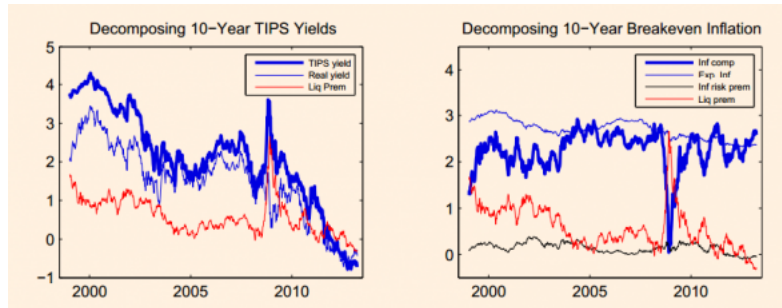 Decomposing 10−Year TIPS Yields
5
4
3
2
1
0
−1
2000
2005
2010
TIPS yield
Real yield
Liq Prem
Decomposing 10−Year Breakeven Inflation
4
3
2
1
0
2000
2005
2010
Inf comp
Exp. Inf
Inf risk prem
Liq prem